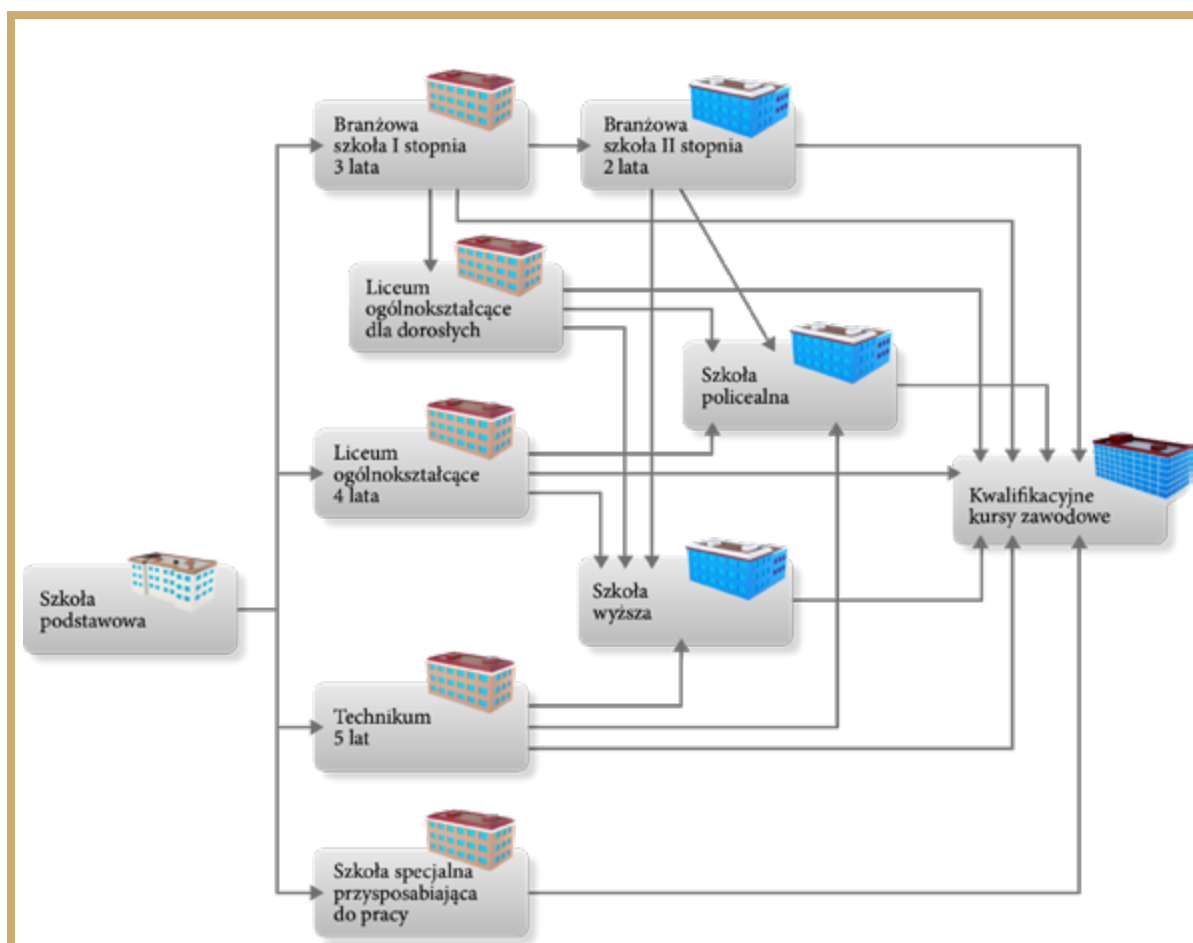 Branżowa
szkoła I stopnia
3 lata
Branżowa
szkoła II stopnia
2 lata
Liceum
ogólnokształcące
dla dorosłych
Szkoła
policealna
Liceum
ogólnokształcące
4 lata
Kwalifikacyjne
kursy zawodowe
Szkoła
podstawowa
Szkoła
wyższa
Technikum
5 lat
Szkoła specjalna
przysposabiająca
do pracy